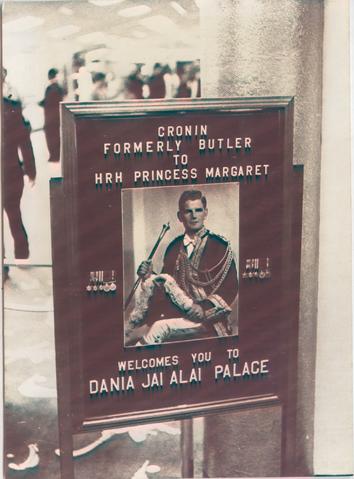 CRONIN
FORMERLY BUTLER
TO
HRH PRINCESS MARGARET
WELCOMES YOU TO
DANIA JAI ALAI PALACE